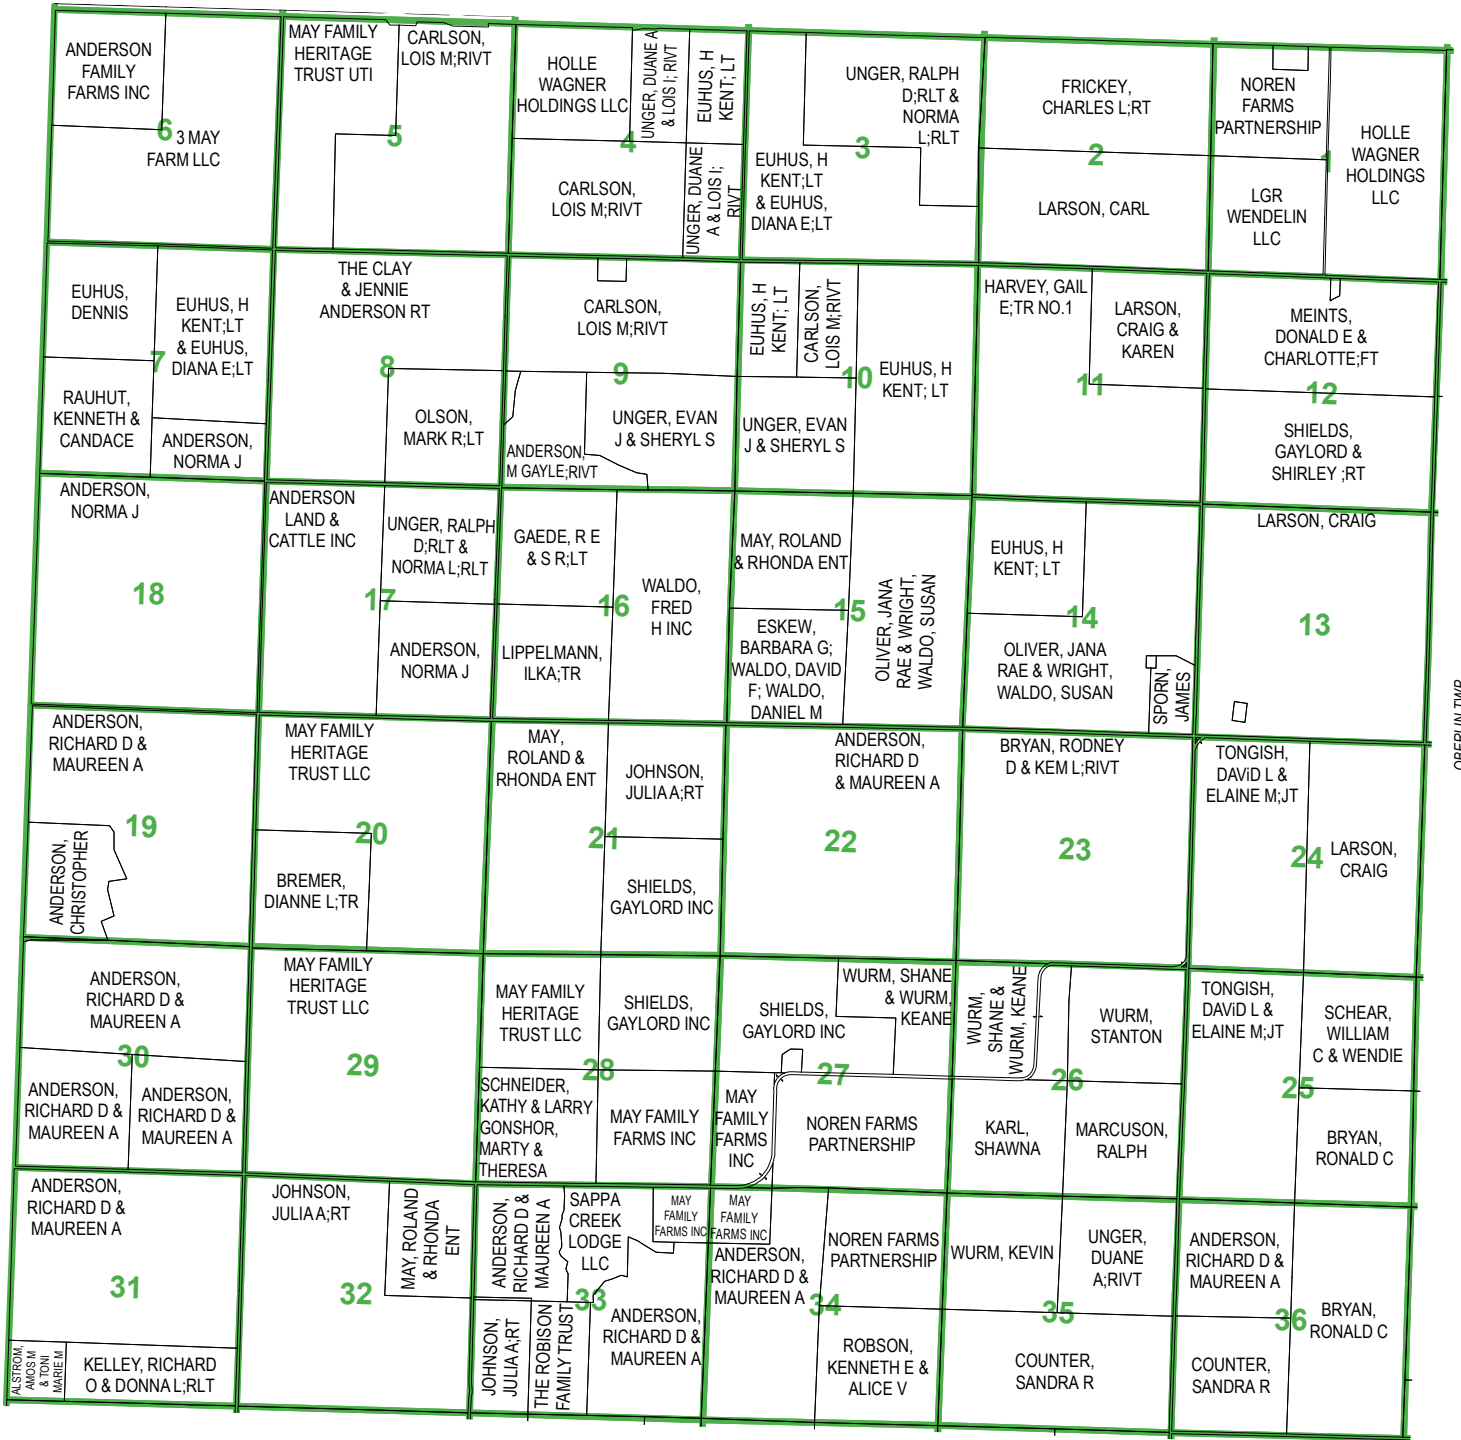 ANDERSON
FAMILY
FARMS INC
6
3 MAY
FARM LLC
MAY FAMILY
HERITAGE
TRUST UTI
CARLSON,
LOIS M;RIVT
5
HOLLE
WAGNER
HOLDINGS LLC
UNGER, DUANE A
& LOIS I; RIVT
EUHUS, H
KENT; LT
4
CARLSON,
LOIS M;RIVT
UNGER, DUANE
A & LOIS I;
RIVT
UNGER, RALPH
D;RLT &
NORMA
L;RLT
3
EUHUS, H
KENT;LT
& EUHUS,
DIANA E;LT
FRICKEY,
CHARLES L;RT
2
LARSON, CARL
NOREN
FARMS
PARTNERSHIP
1
HOLLE
WAGNER
HOLDINGS
LLC
LGR
WENDELIN
LLC
EUHUS,
DENNIS
EUHUS, H
KENT;LT
& EUHUS,
DIANA E;LT
7
RAUHUT,
KENNETH &
CANDACE
ANDERSON,
NORMA J
THE CLAY
& JENNIE
ANDERSON RT
8
OLSON,
MARK R;LT
CARLSON,
LOIS M;RIVT
9
ANDERSON,
M GAYLE;RIVT
UNGER, EVAN
J & SHERYL S
EUHUS, H
KENT; LT
CARLSON,
LOIS M;RIVT
10
EUHUS, H
KENT; LT
UNGER, EVAN
J & SHERYL S
HARVEY, GAIL
E;TR NO.1
LARSON,
CRAIG &
KAREN
11
MEINTS,
DONALD E &
CHARLOTTE;FT
12
SHIELDS,
GAYLORD &
SHIRLEY ;RT
ANDERSON,
NORMA J
18
ANDERSON
LAND &
CATTLE INC
UNGER, RALPH
D;RLT &
NORMA L;RLT
17
ANDERSON,
NORMA J
GAEDE, R E
& S R;LT
16
WALDO,
FRED
H INC
LIPPELMANN,
ILKA;TR
MAY, ROLAND
& RHONDA ENT
15
ESKEW,
BARBARA G;
WALDO, DAVID
F; WALDO,
DANIEL M
OLIVER, JANA
RAE & WRIGHT,
WALDO, SUSAN
EUHUS, H
KENT; LT
14
OLIVER, JANA
RAE & WRIGHT,
WALDO, SUSAN
SPORN,
JAMES
LARSON, CRAIG
13
OBERLIN TWP
ANDERSON,
RICHARD D &
MAUREEN A
19
ANDERSON,
CHRISTOPHER
MAY FAMILY
HERITAGE
TRUST LLC
20
BREMER,
DIANNE L;TR
MAY,
ROLAND &
RHONDA ENT
JOHNSON,
JULIA A;RT
21
SHIELDS,
GAYLORD INC
ANDERSON,
RICHARD D
& MAUREEN A
22
BRYAN, RODNEY
D & KEM L;RIVT
23
TONGISH,
DAViD L &
ELAINE M;JT
24
LARSON,
CRAIG
ANDERSON,
RICHARD D &
MAUREEN A
30
ANDERSON,
RICHARD D &
MAUREEN A
ANDERSON,
RICHARD D &
MAUREEN A
MAY FAMILY
HERITAGE
TRUST LLC
29
MAY FAMILY
HERITAGE
TRUST LLC
SHIELDS,
GAYLORD INC
28
SCHNEIDER,
KATHY & LARRY
GONSHOR,
MARTY &
THERESA
MAY FAMILY
FARMS INC
SHIELDS,
GAYLORD INC
WURM, SHANE
& WURM,
KEANE
27
MAY
FAMILY
FARMS
INC
NOREN FARMS
PARTNERSHIP
WURM,
SHANE &
WURM, KEANE
WURM,
STANTON
26
KARL,
SHAWNA
MARCUSON,
RALPH
TONGISH,
DAViD L &
ELAINE M;JT
SCHEAR,
WILLIAM
C & WENDIE
25
BRYAN,
RONALD C
ANDERSON,
RICHARD D &
MAUREEN A
31
ALSTROM,
AMOS M
& TONI
MARIE M
KELLEY, RICHARD
O & DONNA L;RLT
JOHNSON,
JULIA A;RT
MAY, ROLAND
& RHONDA
ENT
32
ANDERSON,
RICHARD D &
MAUREEN A
SAPPA
CREEK
LODGE
LLC
MAY
FAMILY
FARMS INC
33
JOHNSON,
JULIA A;RT
THE ROBISON
FAMILY TRUST
ANDERSON,
RICHARD D &
MAUREEN A
MAY
FAMILY
FARMS INC
ANDERSON,
RICHARD D &
MAUREEN A
NOREN FARMS
PARTNERSHIP
34
ROBSON,
KENNETH E &
ALICE V
WURM, KEVIN
UNGER,
DUANE
A;RIVT
35
COUNTER,
SANDRA R
ANDERSON,
RICHARD D &
MAUREEN A
36
BRYAN,
RONALD C
COUNTER,
SANDRA R